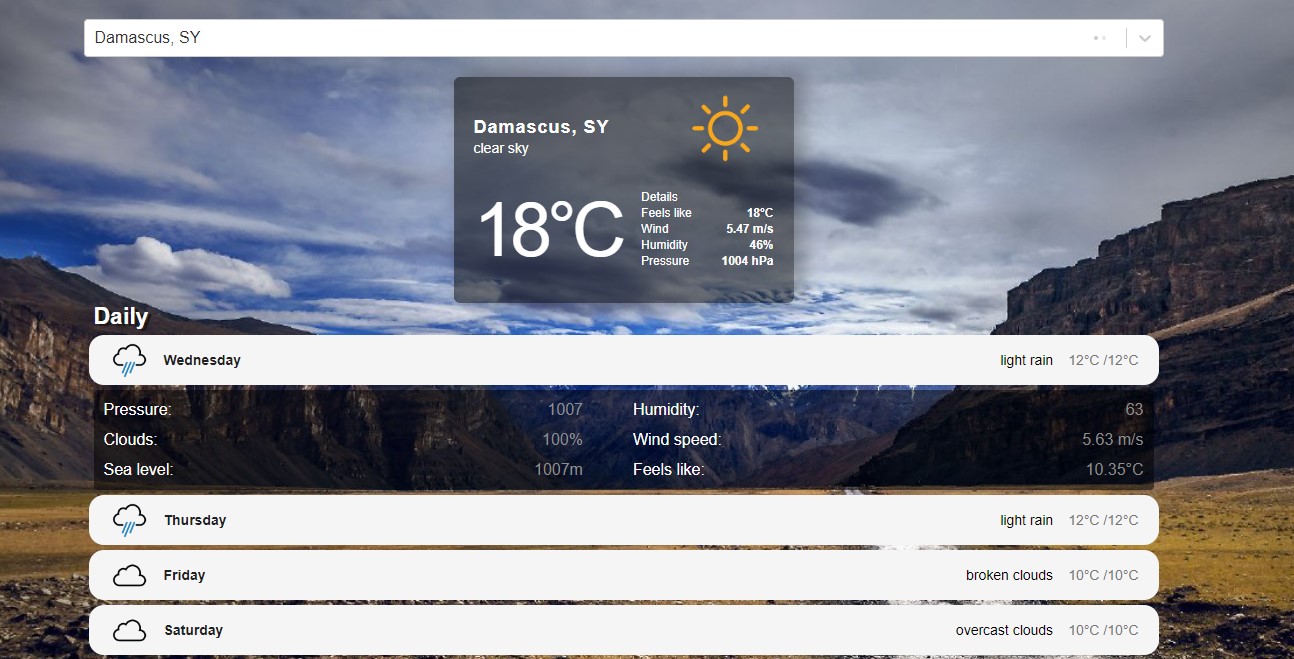 Damascus, SY
Damascus, SY
clear sky
18°C
Details
Feels like 18°C
Wind 5.47 m/s
Humidity 46%
Pressure 1004 hPa
Daily
Wednesday light rain 12°C /12°C
Pressure: 1007 Humidity: 63
Clouds: 100% Wind speed: 5.63 m/s
Sea level: 1007m Feels like: 10.35°C
Thursday light rain 12°C /12°C
Friday broken clouds 10°C /10°C
Saturday overcast clouds 10°C /10°C